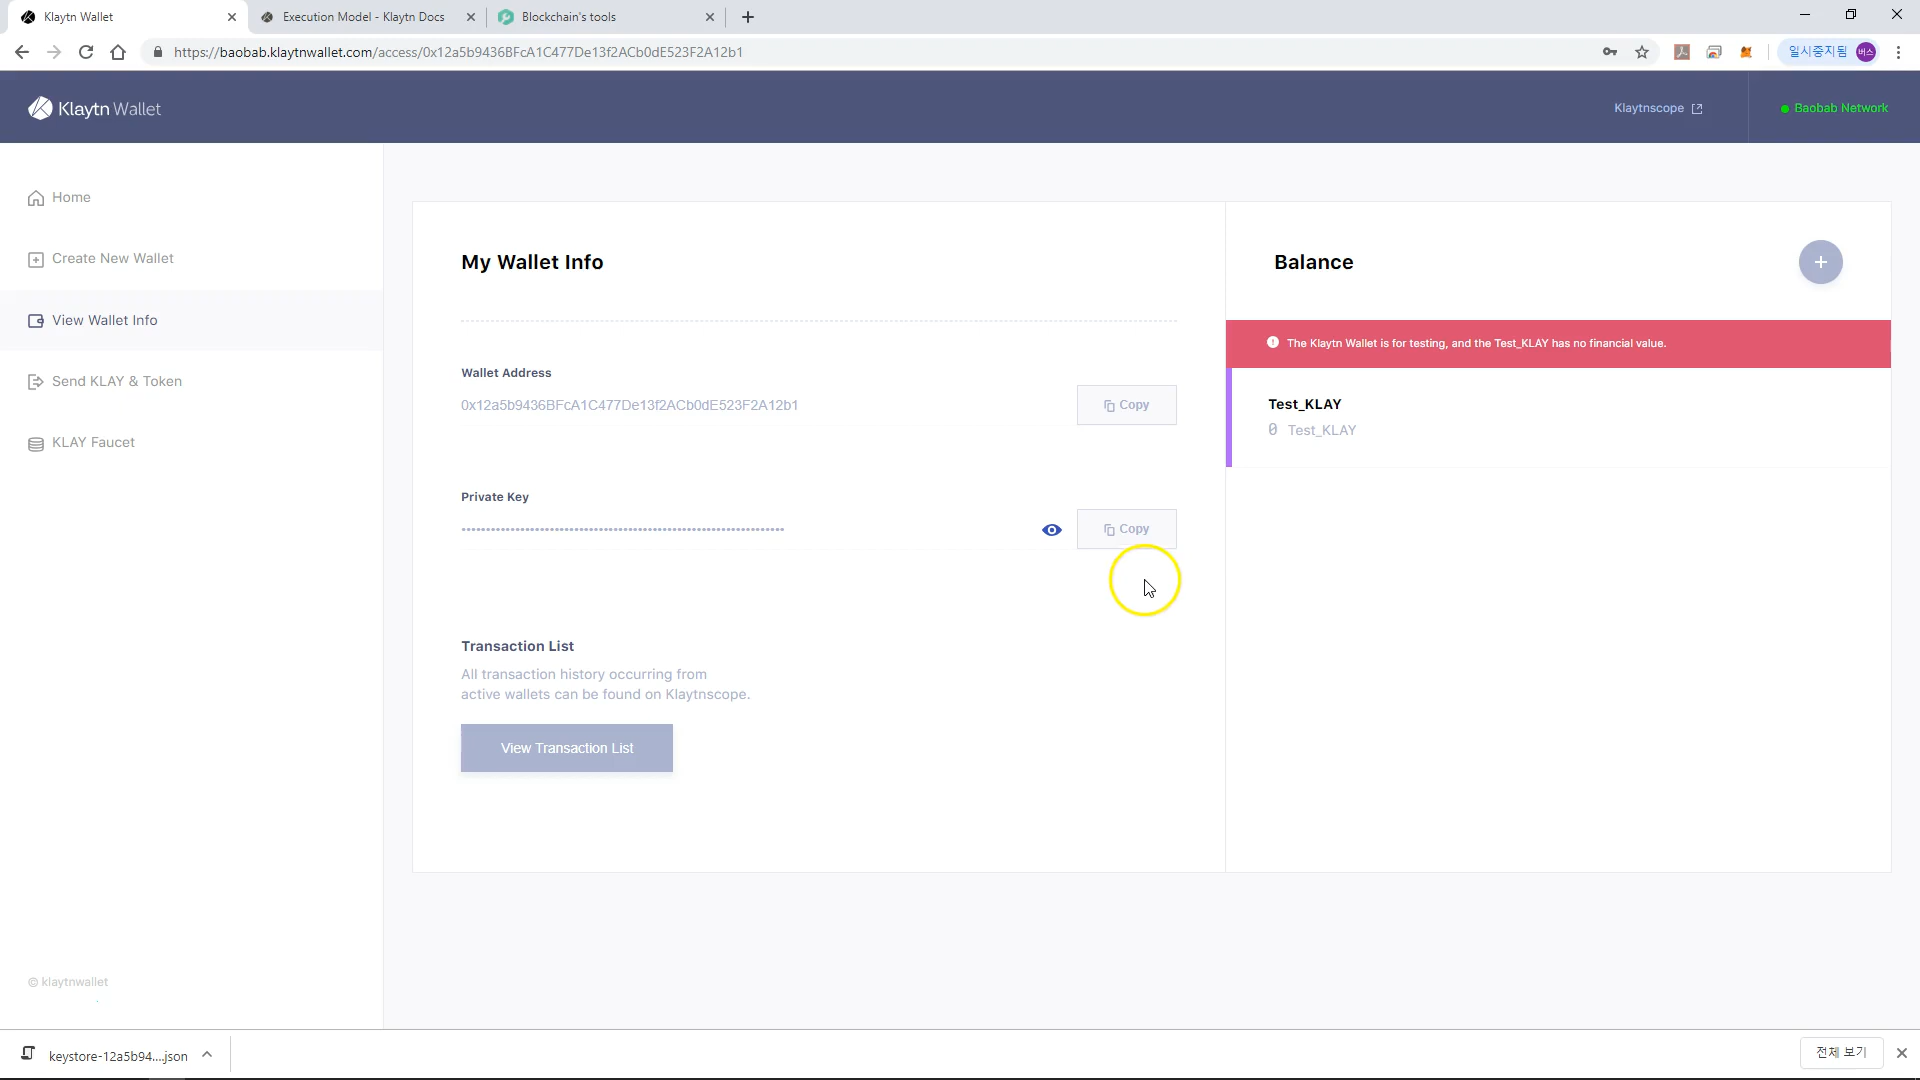 Klaytn Wallet
Execution Model - Klaytn Docs
Blockchain's tools
https://baobab.klaytnwallet.com/access/0x12a5b9436BFcA1C477De13f2ACb0dE523F2A12b1
일시중지됨
버스
Klaytn Wallet
Klaytnscope
Baobab Network
Home
Create New Wallet
View Wallet Info
Send KLAY & Token
KLAY Faucet
My Wallet Info
Wallet Address
0x12a5b9436BFcA1C477De13f2ACb0dE523F2A12b1
Copy
Private Key
Copy
Transaction List
All transaction history occurring from
active wallets can be found on Klaytnscope.
View Transaction List
Balance
The Klaytn Wallet is for testing, and the Test_KLAY has no financial value.
Test_KLAY
0 Test_KLAY
© klaytnwallet
keystore-12a5b94....json
전체 보기